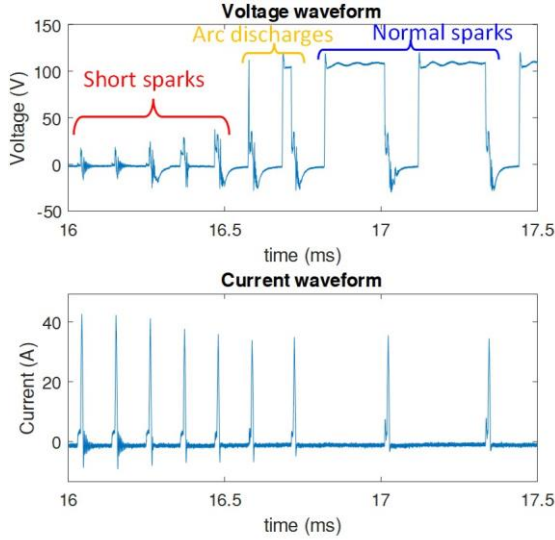 Voltage waveform
Arc discharges
Normal sparks
Short sparks
Voltage (V)
150
100
50
0
-50
16
16.5
17
17.5
time (ms)
Current waveform
Current (A)
40
20
0
16
16.5
17
17.5
time (ms)